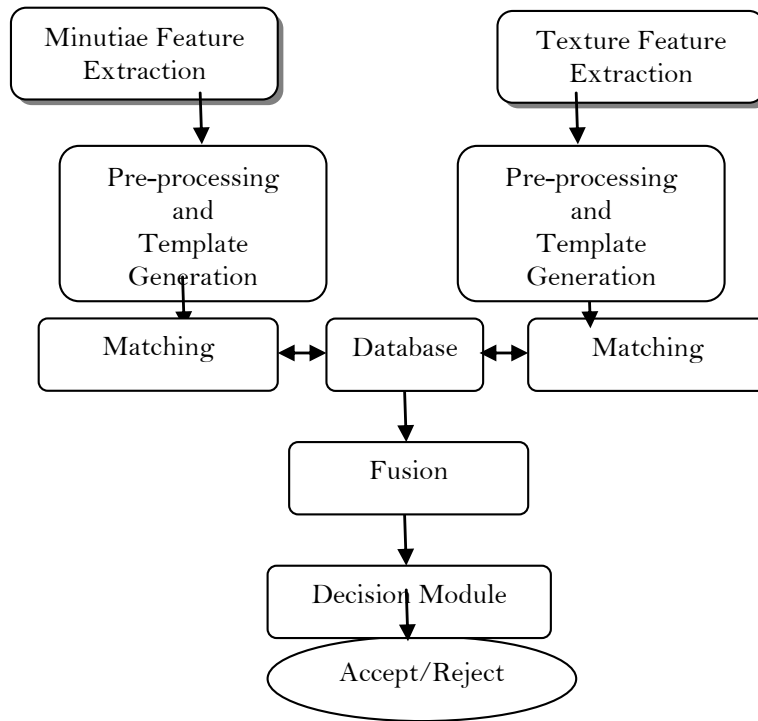 Minutiae Feature
Extraction
Texture Feature
Extraction
Pre-processing
and
Template
Generation
Pre-processing
and
Template
Generation
Matching
Database
Matching
Fusion
Decision Module
Accept/Reject